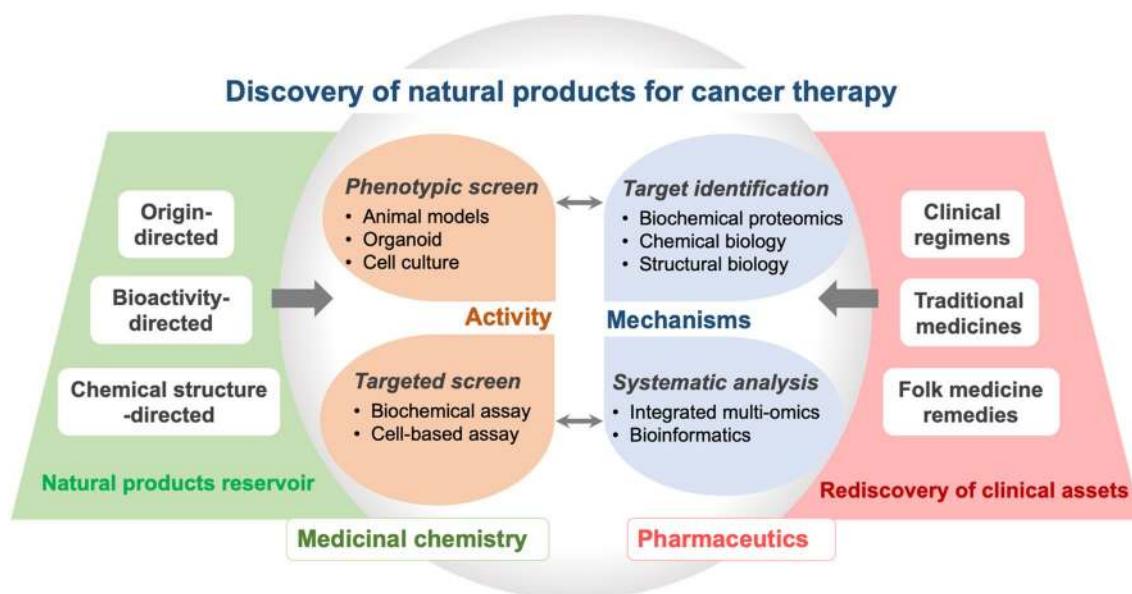 Discovery of natural products for cancer therapy
Origin-
directed
Bioactivity-
directed
Chemical structure
-directed
Natural products reservoir
Phenotypic screen
• Animal models
• Organoid
• Cell culture
Activity
Targeted screen
• Biochemical assay
• Cell-based assay
Target identification
• Biochemical proteomics
• Chemical biology
• Structural biology
Mechanisms
Systematic analysis
• Integrated multi-omics
• Bioinformatics
Clinical
regimens
Traditional
medicines
Folk medicine
remedies
Rediscovery of clinical assets
Medicinal chemistry
Pharmaceutics